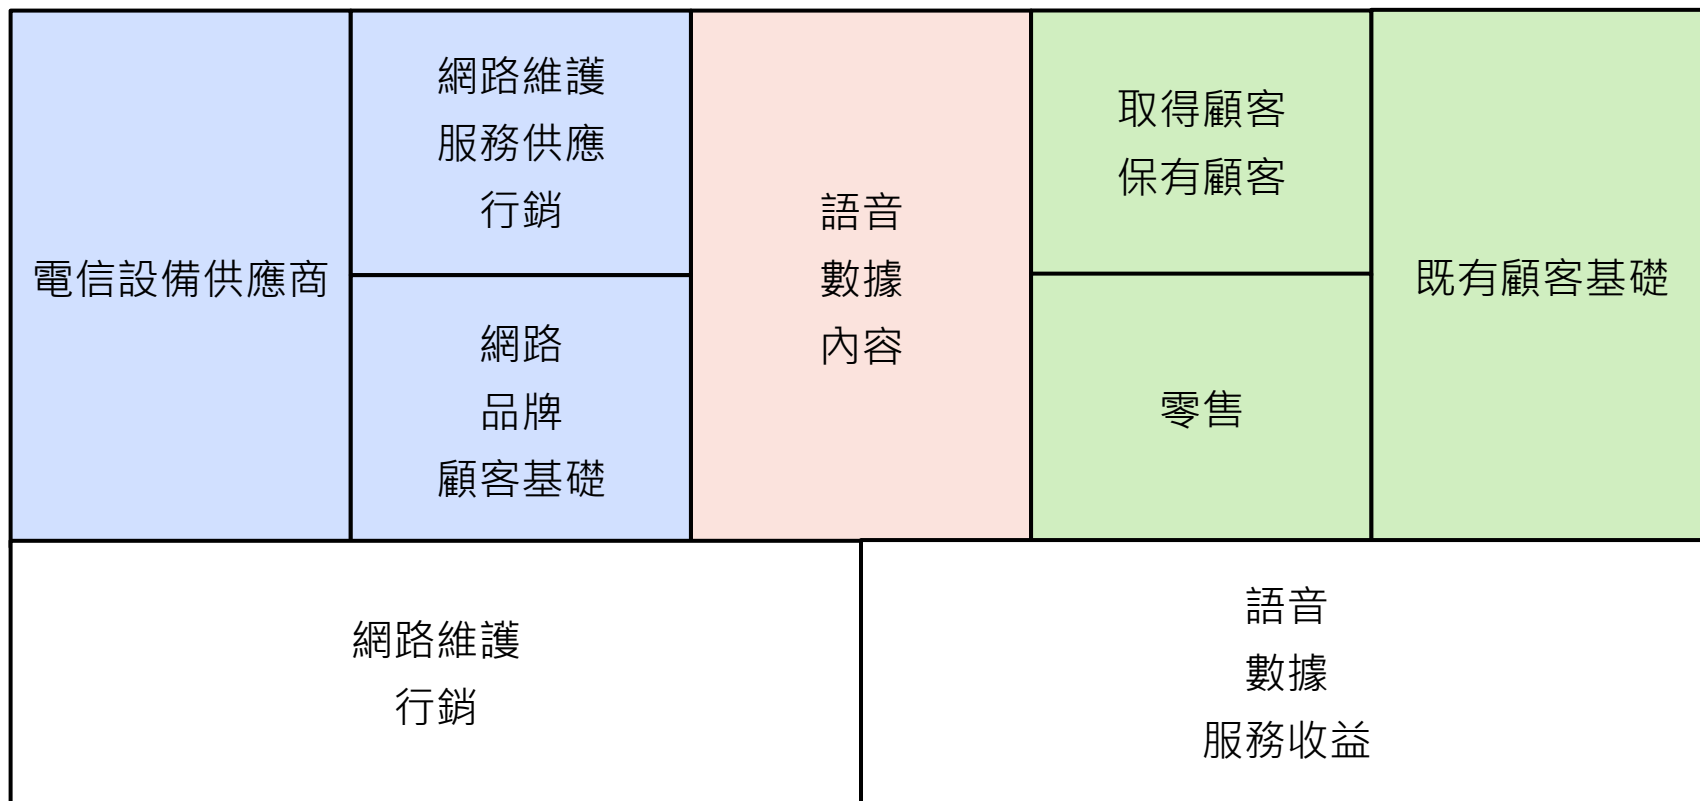 電信設備供應商
網路維護
服務供應
行銷
網路
品牌
顧客基礎
語音
數據
內容
取得顧客
保有顧客
零售
既有顧客基礎
網路維護
行銷
語音
數據
服務收益